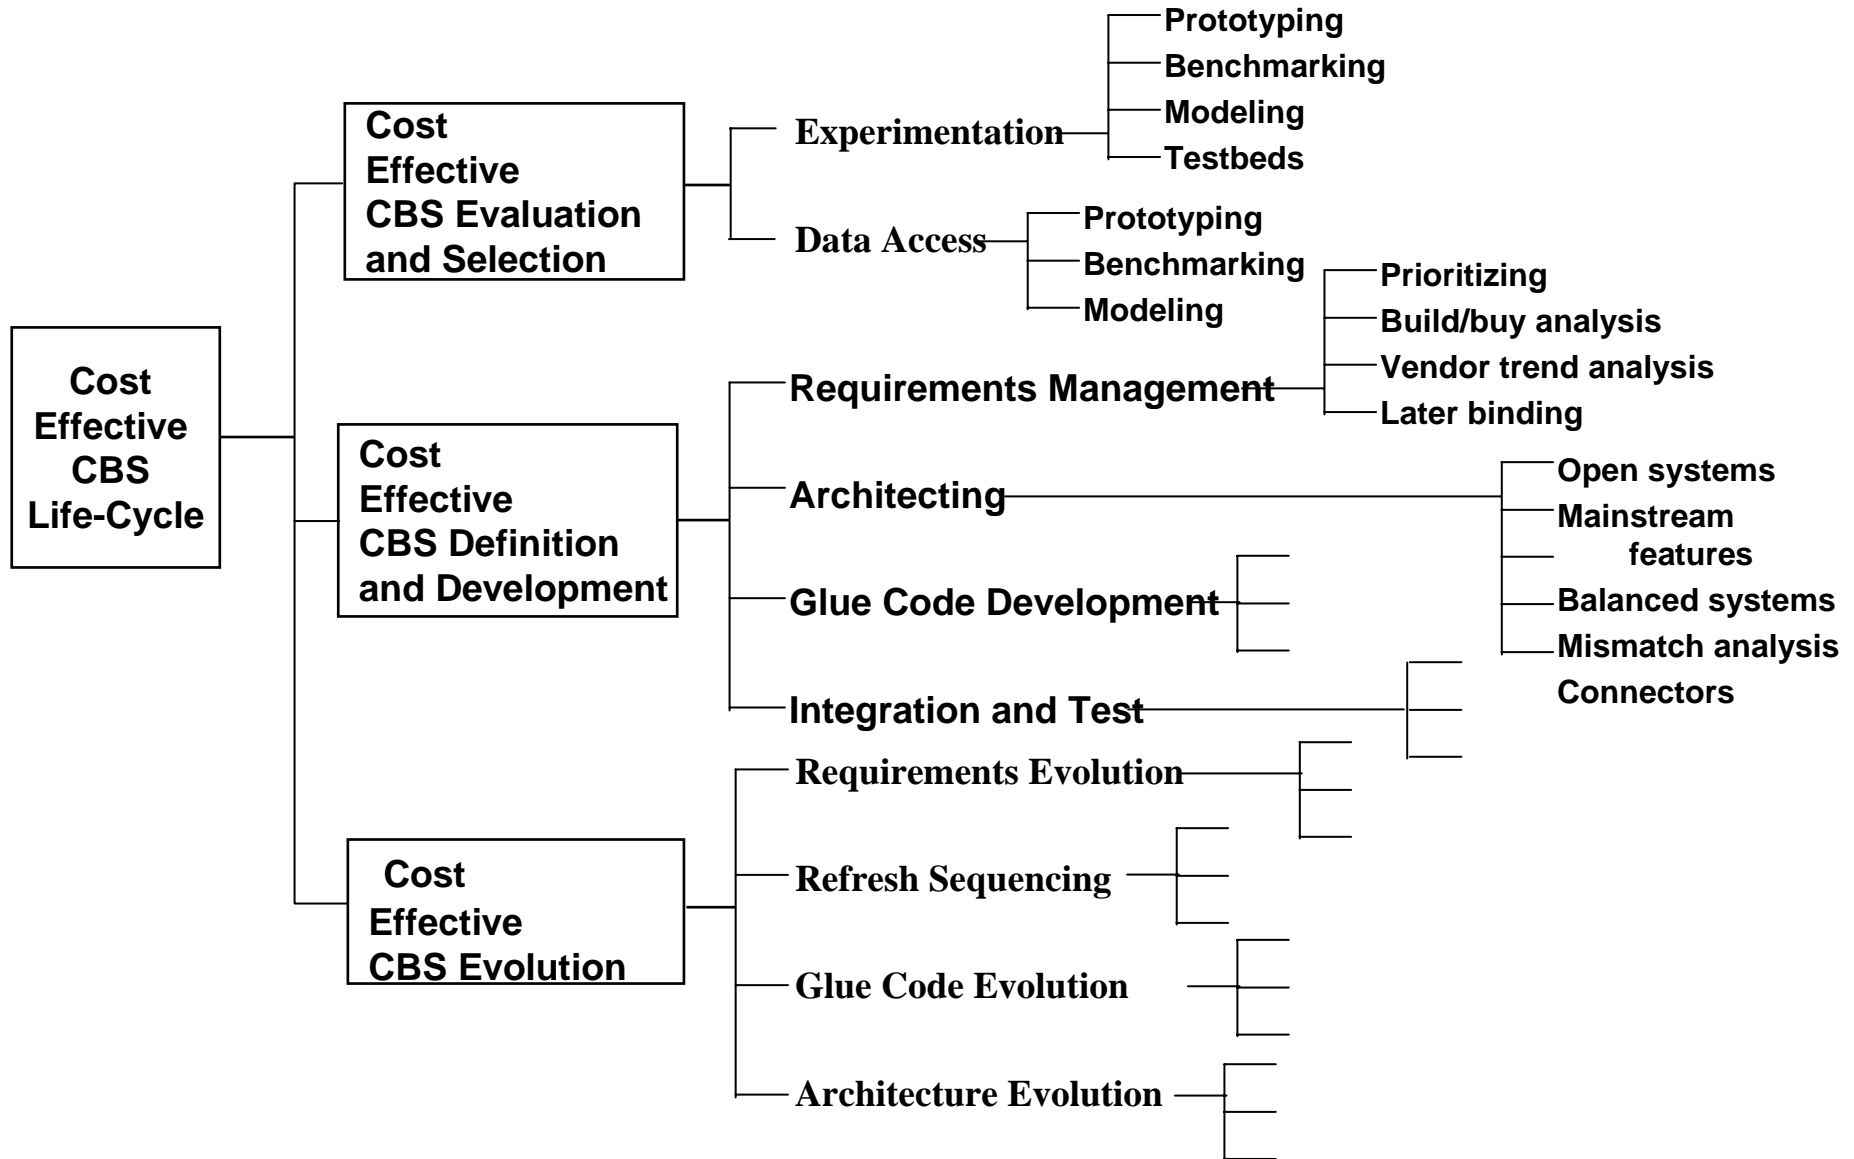 Cost
Effective
CBS
Life-Cycle
Cost
Effective
CBS Evaluation
and Selection
Experimentation
Prototyping
Benchmarking
Modeling
Testbeds
Data Access
Prototyping
Benchmarking
Modeling
Cost
Effective
CBS Definition
and Development
Requirements Management
Prioritizing
Build/buy analysis
Vendor trend analysis
Later binding
Architecting
Open systems
Mainstream
features
Balanced systems
Mismatch analysis
Connectors
Glue Code Development
Integration and Test
Cost
Effective
CBS Evolution
Requirements Evolution
Refresh Sequencing
Glue Code Evolution
Architecture Evolution